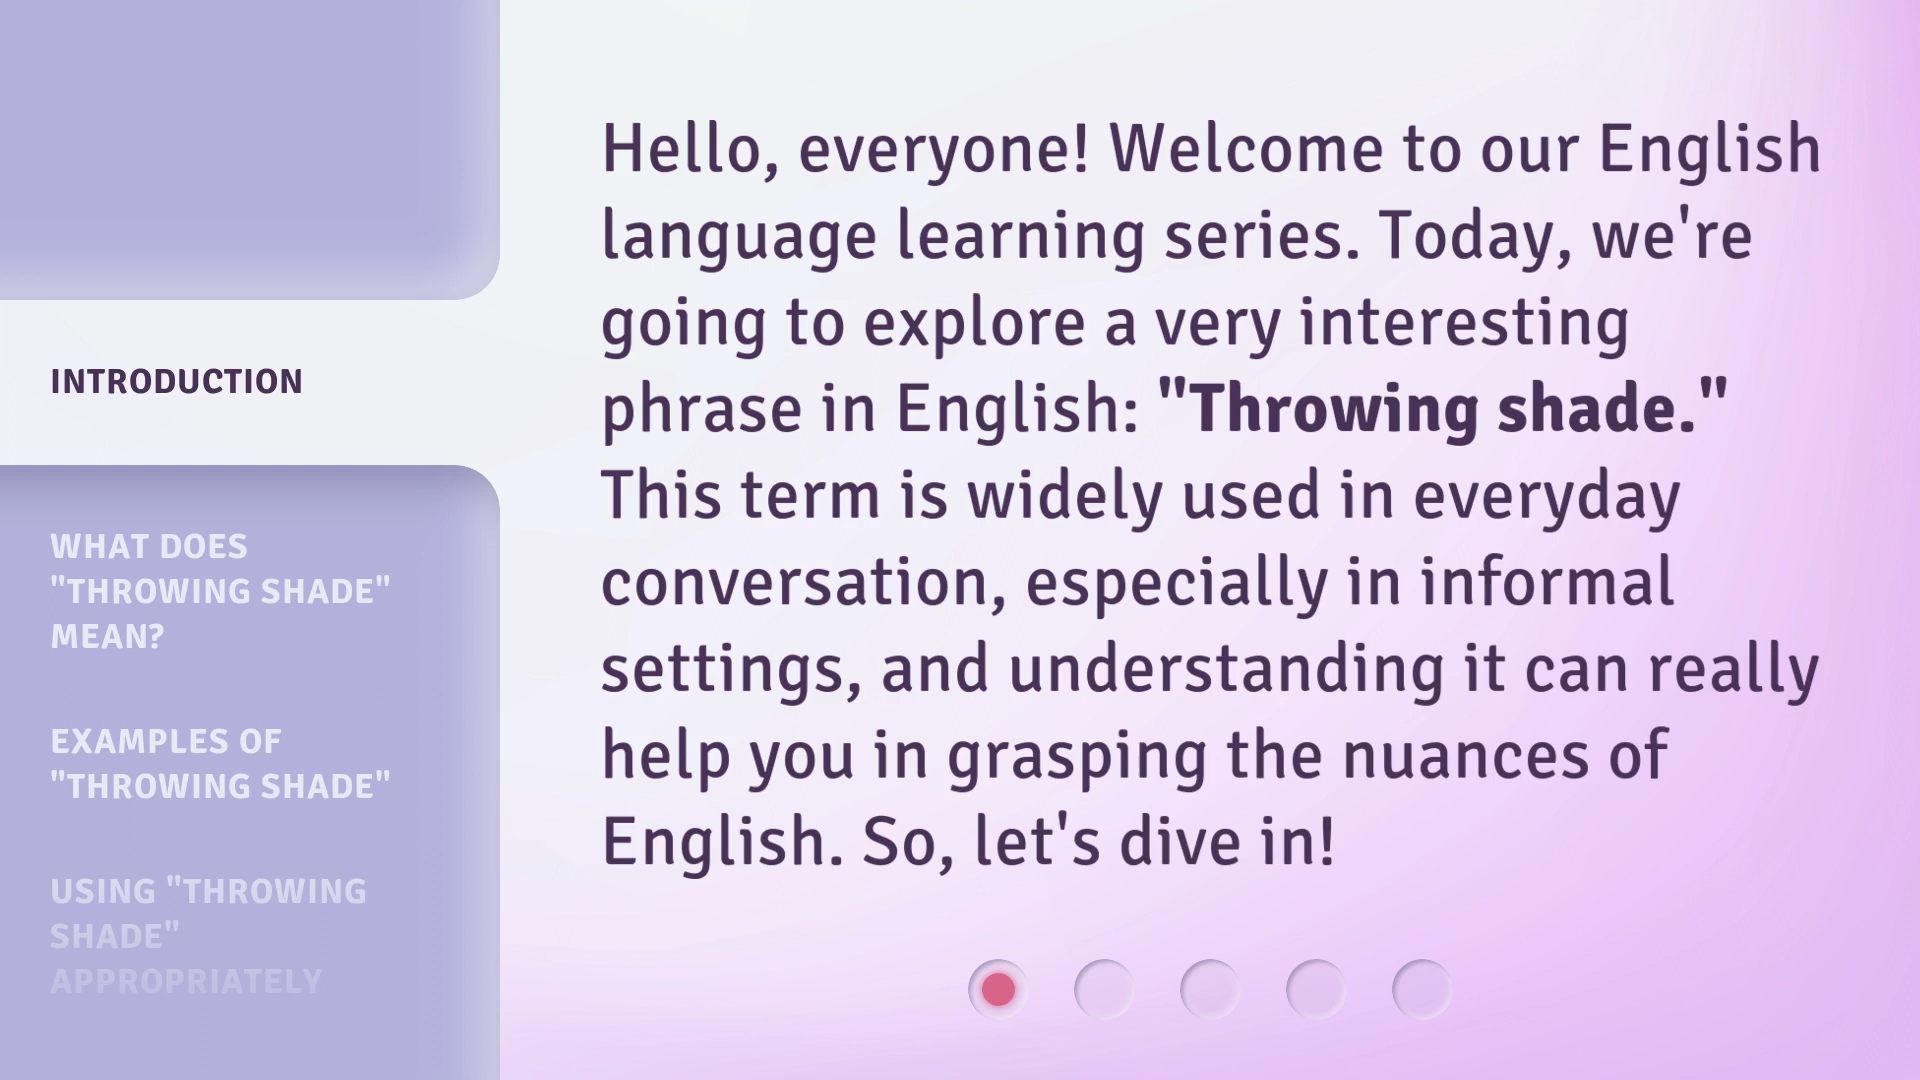 INTRODUCTION
WHAT DOES
"THROWING SHADE"
MEAN?
EXAMPLES OF
"THROWING SHADE"
USING "THROWING
SHADE"
APPROPRIATELY
Hello, everyone! Welcome to our English
language learning series. Today, we're
going to explore a very interesting
phrase in English: "Throwing shade."
This term is widely used in everyday
conversation, especially in informal
settings, and understanding it can really
help you in grasping the nuances of
English. So, let's dive in!